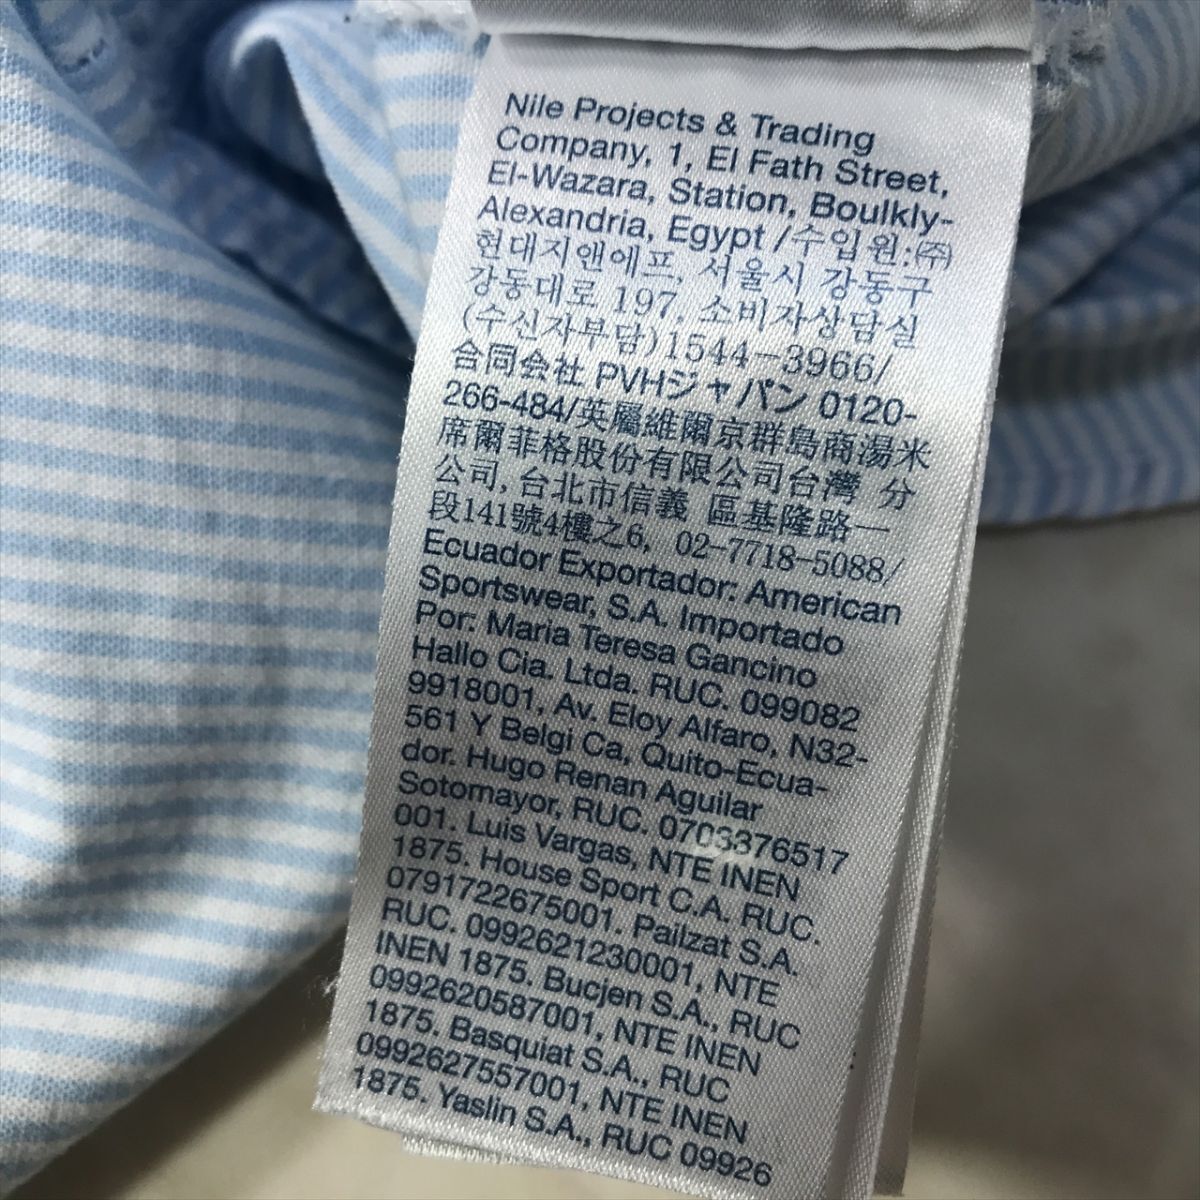 Nile Projects & Trading
Company, 1, El Fath Street,
El-Wazara, Station, Boulkly-
Alexandria, Egypt /수입원:㈜
현대지앤에프, 서울시 강동구
강동대로 197, 소비자상담실
(수신자부담)1544-3966/
合同会社 PVHジャパン 0120-
266-484/英屬維爾京群島商湯米
席爾菲格股份有限公司台灣 分
公司, 台北市信義 區基隆路一
段141號4樓之6, 02-7718-5088/
Ecuador Exportador: American
Sportswear, S.A. Importado
Por: Maria Teresa Gancino
Hallo Cia. Ltda. RUC. 099082
9918001, Av. Eloy Alfaro, N32-
561 Y Belgi Ca, Quito-Ecua-
dor. Hugo Renan Aguilar
Sotomayor, RUC. 0703376517
001. Luis Vargas, NTE INEN
1875. House Sport C.A. RUC.
0791722675001. Pailzat S.A.
RUC. 0992621230001, NTE
INEN 1875. Bucjen S.A., RUC
0992620587001, NTE INEN
1875. Basquiat S.A., RUC
0992627557001, NTE INEN
1875. Yaslin S.A., RUC 09926